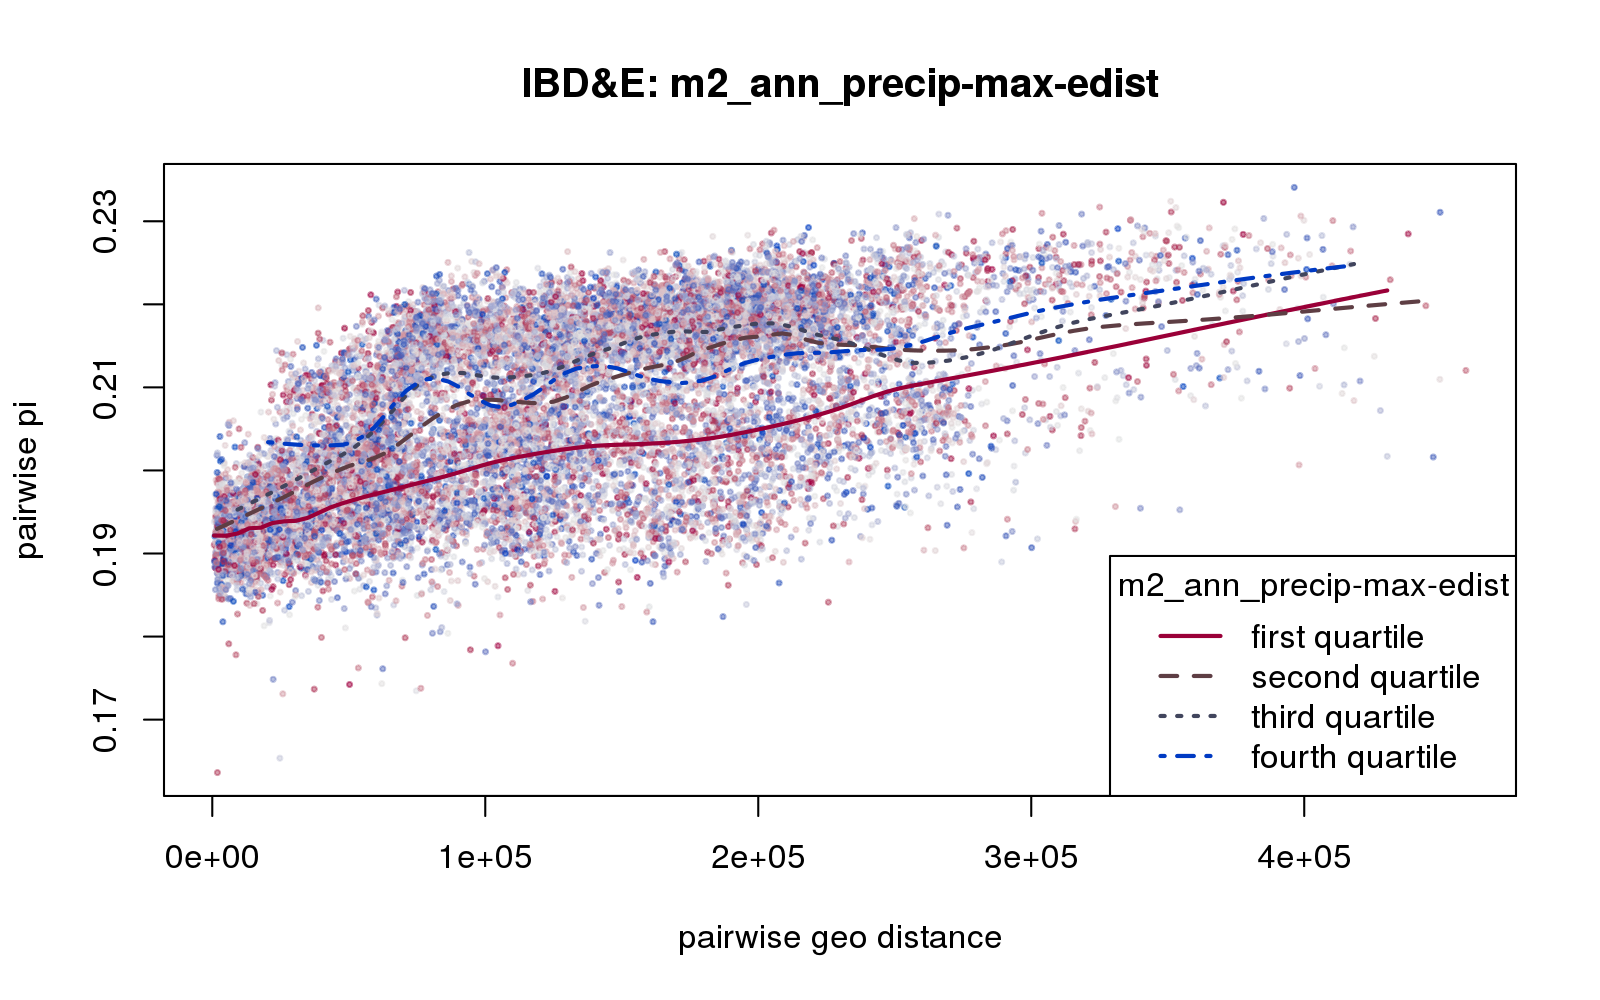 IBD&E: m2_ann_precip-max-edist
pairwise pi
0.23
0.21
0.19
0.17
m2_ann_precip-max-edist
first quartile
second quartile
third quartile
fourth quartile
0e+00 1e+05 2e+05 3e+05 4e+05
pairwise geo distance